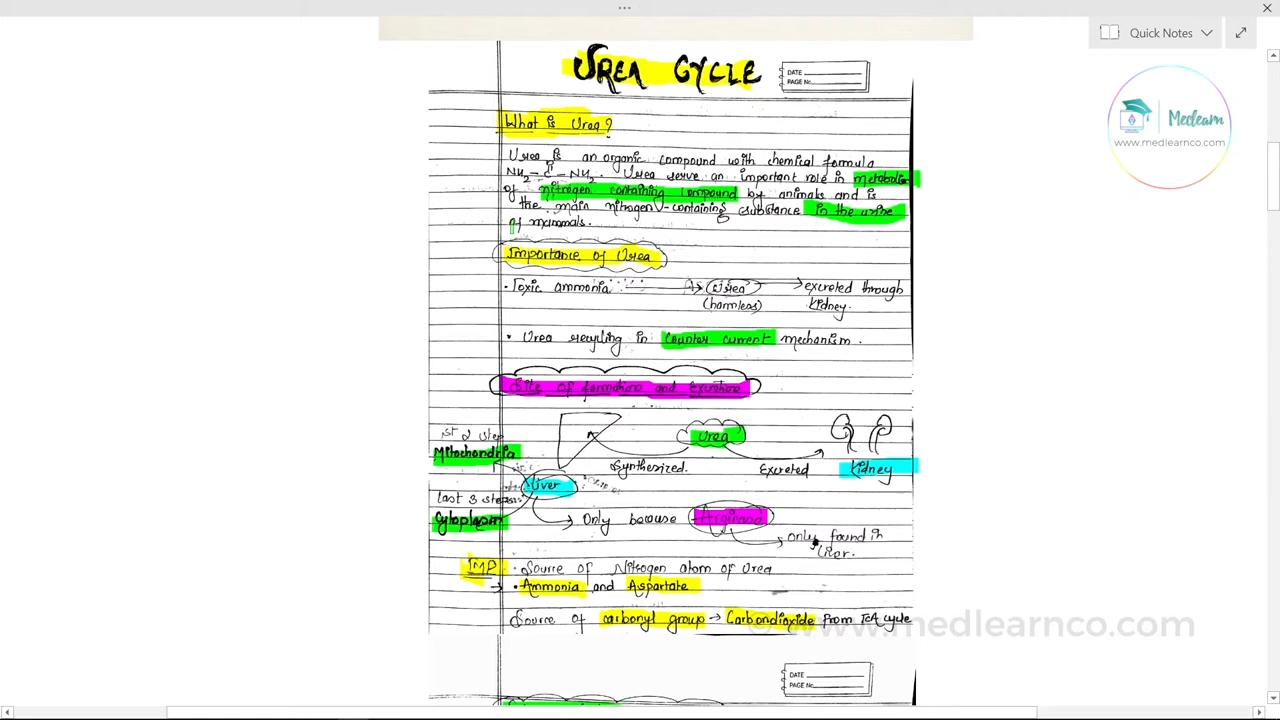 Quick Notes
UREA CYCLE
DATE
PAGE No.
Medlearn
www.medlearnco.com
What is Urea?
Urea is an organic compound with chemical formula
NH2-C-NH2. Urea serve an important role in metabolism
O
of nitrogen containing compound by animals and is
the main nitrogen-containing substance in the urine
of mammals.
Importance of Urea
• Toxic ammonia → Urea → excreted through
(harmless) kidney.
• Urea recycling in counter current mechanism.
Site of formation and Excretion
1st 2 step
Mitochondria
Urea
Synthesized. Excreted Kidney
Liver
last 3 steps
Cytoplasm
Only because Arginase
only found in
liver.
IMP • Source of Nitrogen atom of Urea
→ • Ammonia and Aspartate
Source of carbonyl group → Carbondioxide from TCA cycle
© www.medlearnco.com
DATE
PAGE No.